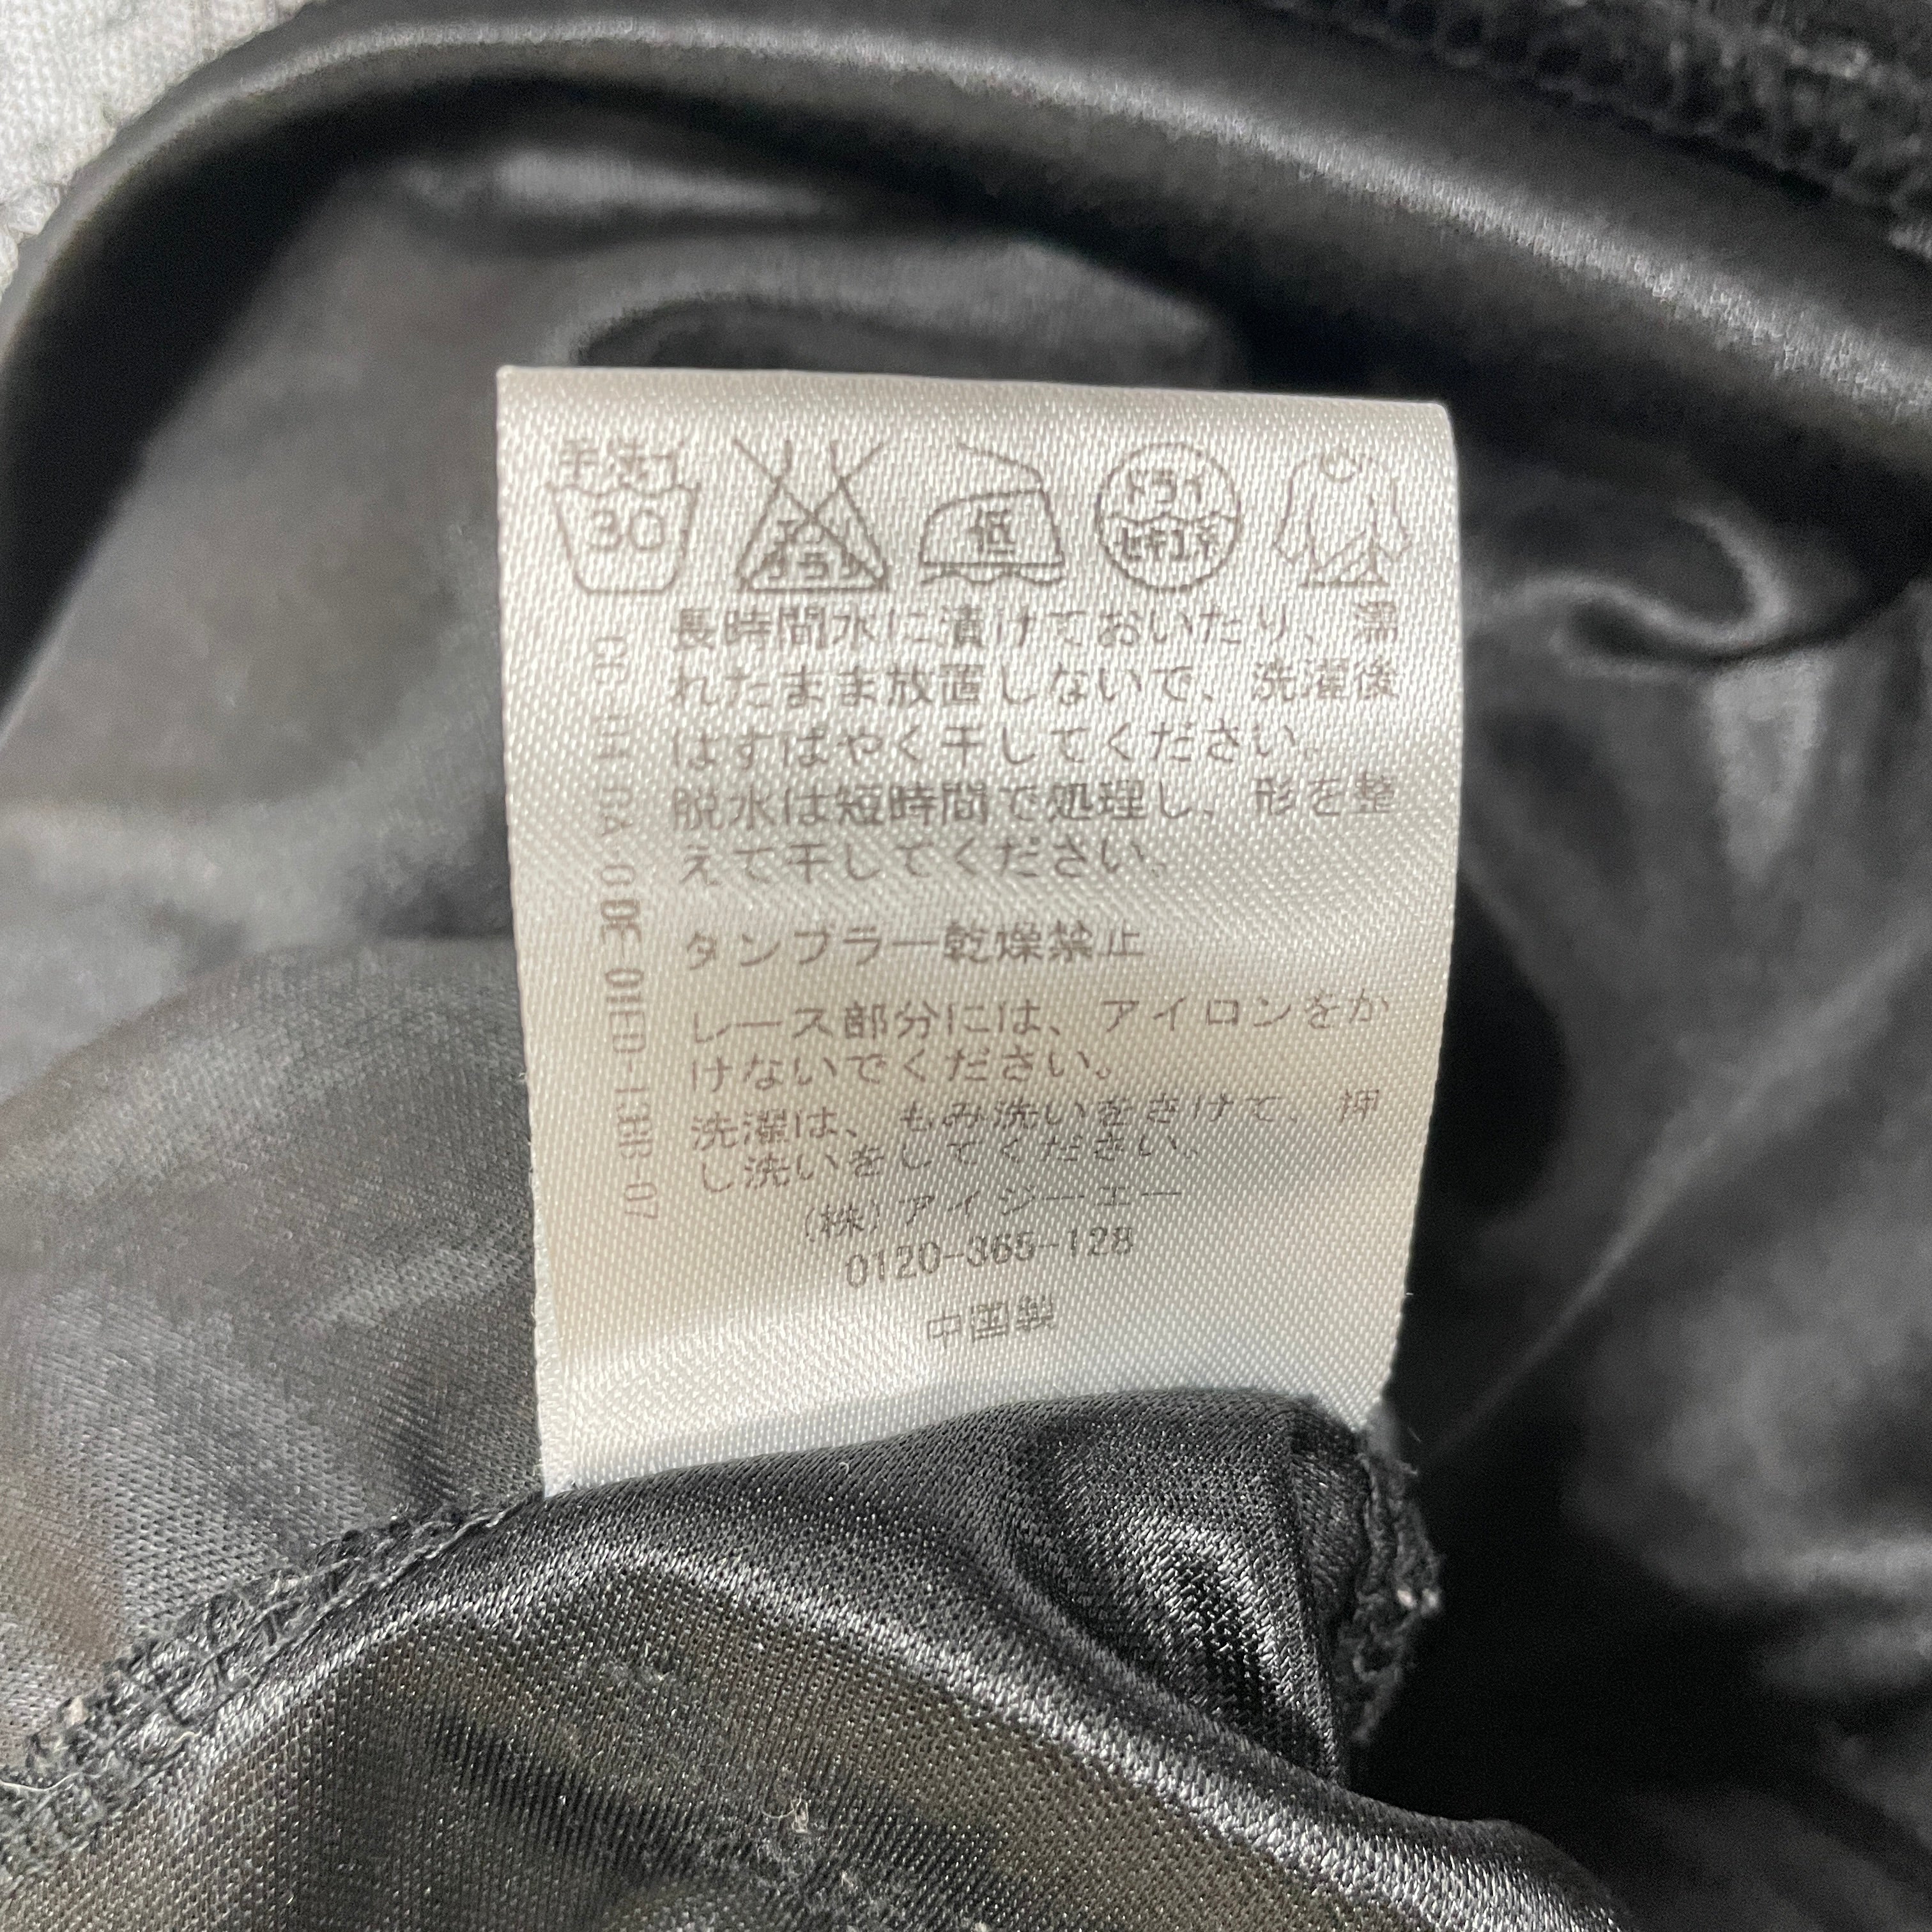 手洗イ
30
エンソ
サラシ
低
ドライ
セキユ系
長時間水に漬けておいたり、濡
れたまま放置しないで、洗濯後
はすばやく干してください。
脱水は短時間で処理し、形を整
えて干してください。
タンブラー乾燥禁止
レース部分には、アイロンをか
けないでください。
洗濯は、もみ洗いをさけて、押
し洗いをしてください。
(株)アイジーエー
0120-365-128
中国製